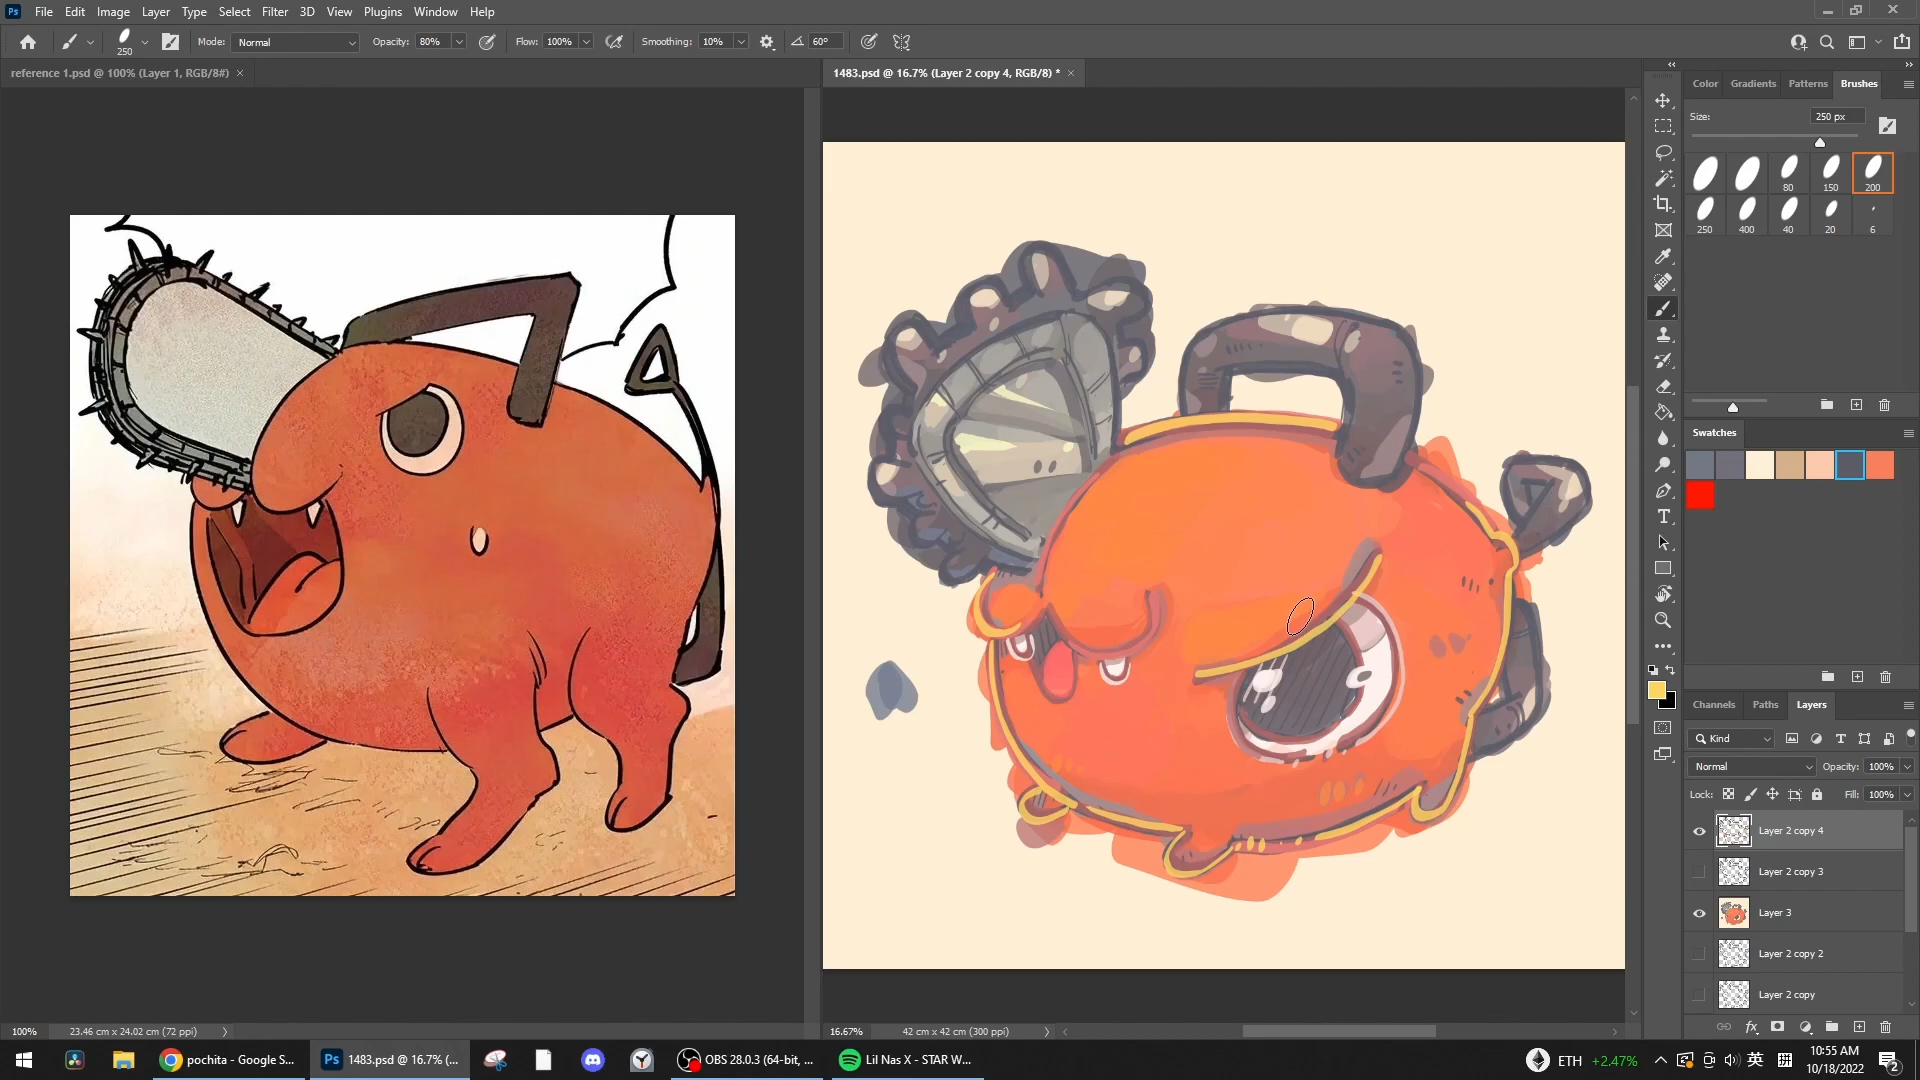 Ps File Edit Image Layer Type Select Filter 3D View Plugins Window Help
250 Mode: Normal Opacity: 80% Flow: 100% Smoothing: 10% 60°
reference 1.psd @ 100% (Layer 1, RGB/8#) ×
1483.psd @ 16.7% (Layer 2 copy 4, RGB/8) * ×
Color Gradients Patterns Brushes
Size: 250 px
80 150 200
250 400 40 20 6
Swatches
Channels Paths Layers
Kind
Normal Opacity: 100%
Lock: Fill: 100%
Layer 2 copy 4
Layer 2 copy 3
Layer 3
Layer 2 copy 2
Layer 2 copy
100% 23.46 cm x 24.02 cm (72 ppi)
16.67% 42 cm x 42 cm (300 ppi)
pochita - Google S...
Ps 1483.psd @ 16.7% (...
OBS 28.0.3 (64-bit, ...
Lil Nas X - STAR W...
ETH +2.47%
英 拼
10:55 AM
10/18/2022
2